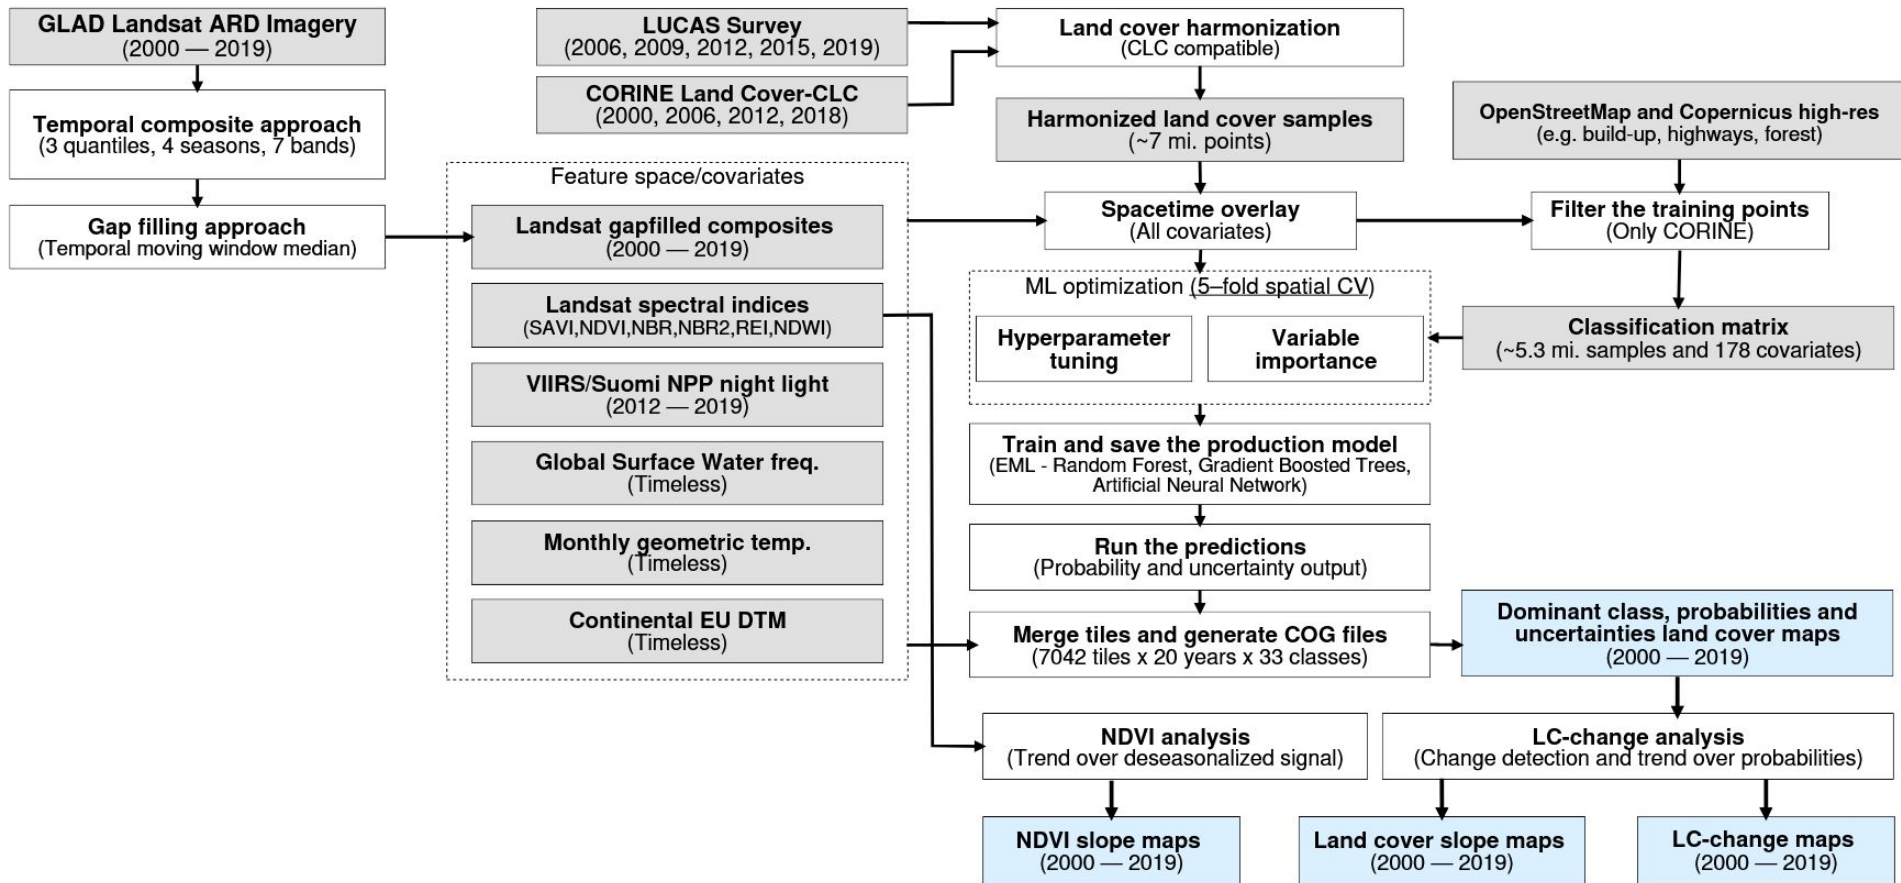 GLAD Landsat ARD Imagery
(2000 — 2019)
Temporal composite approach
(3 quantiles, 4 seasons, 7 bands)
Gap filling approach
(Temporal moving window median)
LUCAS Survey
(2006, 2009, 2012, 2015, 2019)
CORINE Land Cover-CLC
(2000, 2006, 2012, 2018)
Land cover harmonization
(CLC compatible)
Harmonized land cover samples
(~7 mi. points)
OpenStreetMap and Copernicus high-res
(e.g. build-up, highways, forest)
Feature space/covariates
Landsat gapfilled composites
(2000 — 2019)
Landsat spectral indices
(SAVI,NDVI,NBR,NBR2,REI,NDWI)
VIIRS/Suomi NPP night light
(2012 — 2019)
Global Surface Water freq.
(Timeless)
Monthly geometric temp.
(Timeless)
Continental EU DTM
(Timeless)
Spacetime overlay
(All covariates)
Filter the training points
(Only CORINE)
ML optimization (5–fold spatial CV)
Hyperparameter
tuning
Variable
importance
Classification matrix
(~5.3 mi. samples and 178 covariates)
Train and save the production model
(EML - Random Forest, Gradient Boosted Trees,
Artificial Neural Network)
Run the predictions
(Probability and uncertainty output)
Merge tiles and generate COG files
(7042 tiles x 20 years x 33 classes)
Dominant class, probabilities and
uncertainties land cover maps
(2000 — 2019)
NDVI analysis
(Trend over deseasonalized signal)
LC-change analysis
(Change detection and trend over probabilities)
NDVI slope maps
(2000 — 2019)
Land cover slope maps
(2000 — 2019)
LC-change maps
(2000 — 2019)